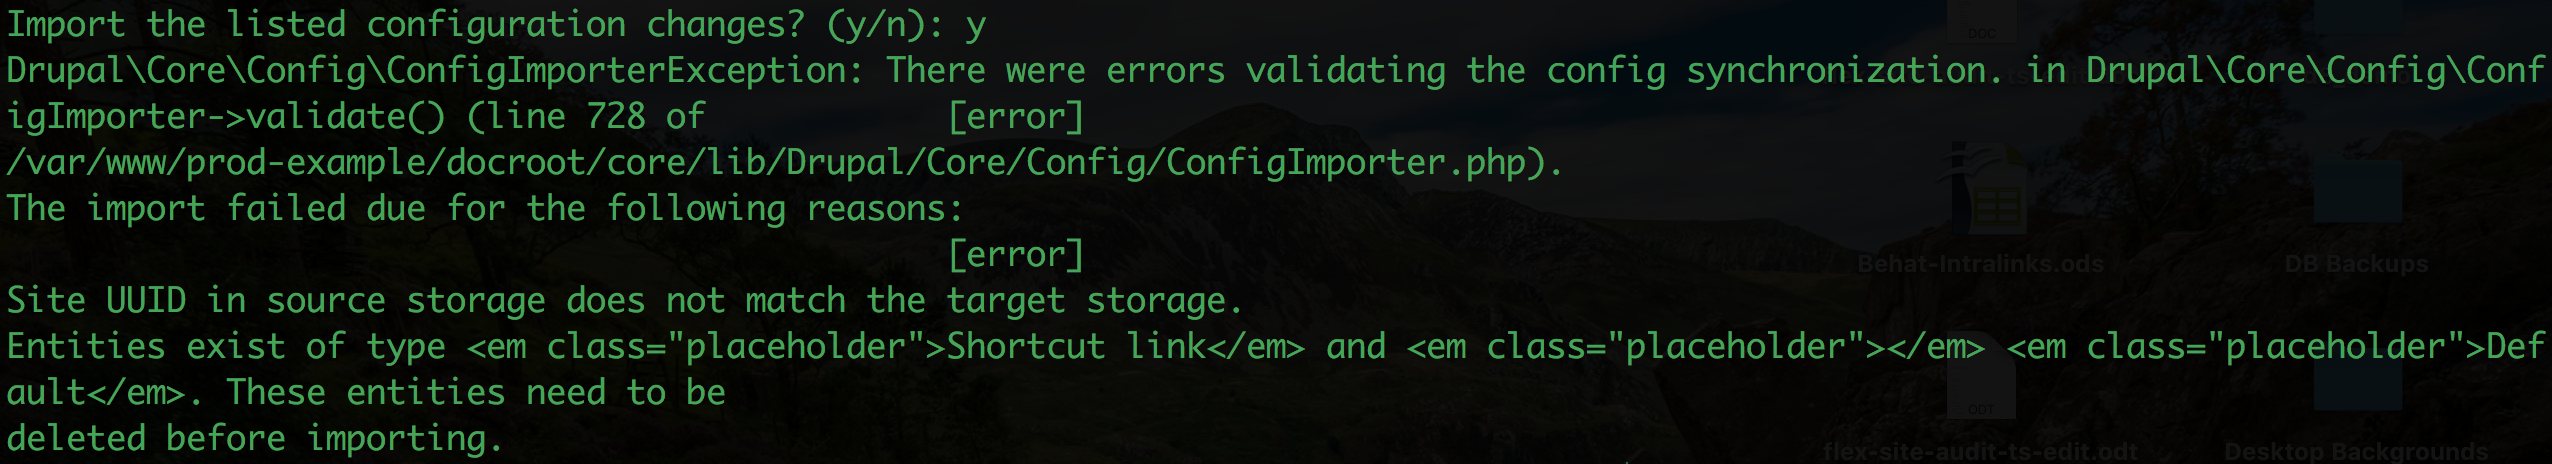 Import the listed configuration changes? (y/n): y
Drupal\Core\Config\ConfigImporterException: There were errors validating the config synchronization. in Drupal\Core\Config\Conf
igImporter->validate() (line 728 of [error]
/var/www/prod-example/docroot/core/lib/Drupal/Core/Config/ConfigImporter.php).
The import failed due for the following reasons:
[error]
Site UUID in source storage does not match the target storage.
Entities exist of type <em class="placeholder">Shortcut link</em> and <em class="placeholder"></em> <em class="placeholder">Def
ault</em>. These entities need to be
deleted before importing.
DOC
Behat-Intralinks.ods
DB Backups
ODT
flex-site-audit-ts-edit.odt
Desktop Backgrounds